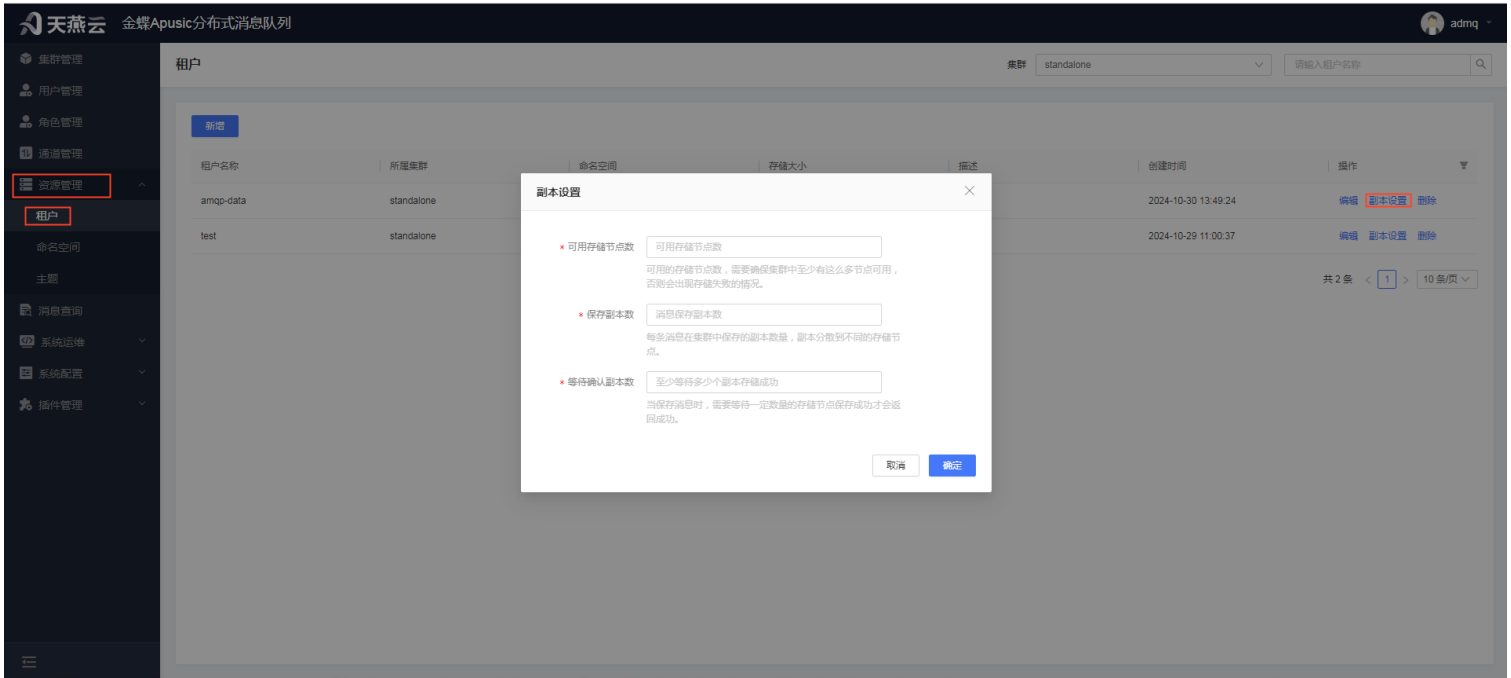 天燕云 金蝶Apusic分布式消息队列
admq
集群管理
用户管理
角色管理
通道管理
资源管理
租户
命名空间
主题
消息查询
系统运维
系统配置
插件管理
租户
集群 standalone
请输入租户名称
新增
租户名称 所属集群 命名空间 存储大小 描述 创建时间 操作
amqp-data standalone 2024-10-30 13:49:24 编辑 副本设置 删除
test standalone 2024-10-29 11:00:37 编辑 副本设置 删除
共 2 条 < 1 > 10 条/页
副本设置
* 可用存储节点数 可用存储节点数
可用的存储节点数，需要确保集群中至少有这么多节点可用，
否则会出现存储失败的情况。
* 保存副本数 消息保存副本数
每条消息在集群中保存的副本数量，副本分散到不同的存储节
点。
* 等待确认副本数 至少等待多少个副本存储成功
当保存消息时，需要等待一定数量的存储节点保存成功才会返
回成功。
取消 确定